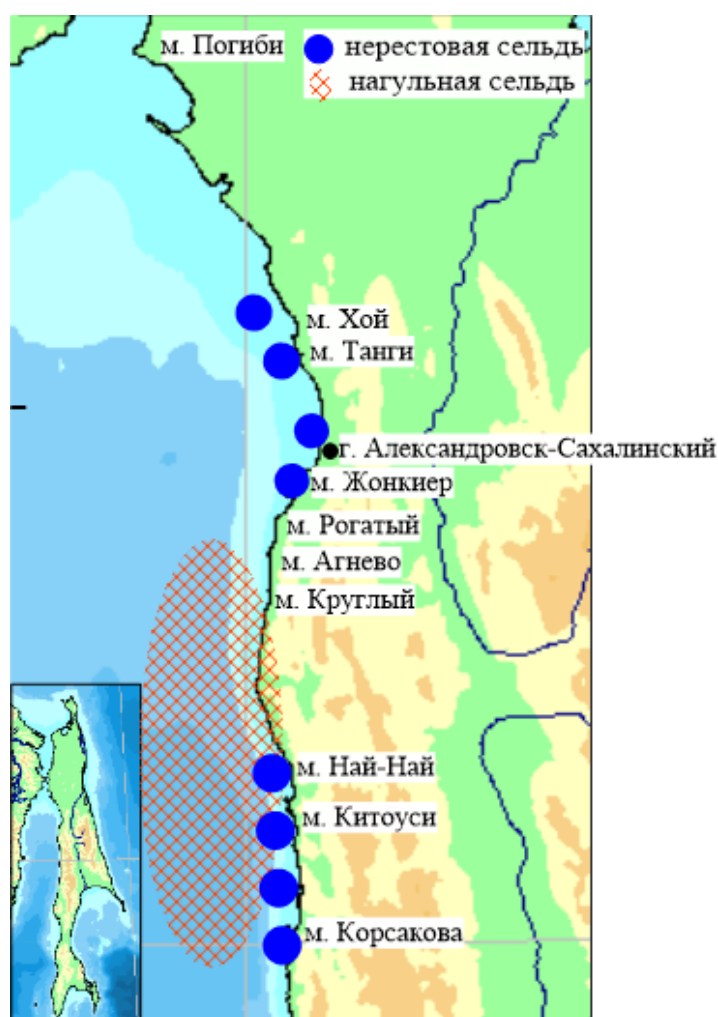 м. Погиби
нерестовая сельдь
нагульная сельдь
м. Хой
м. Танги
г. Александровск-Сахалинский
м. Жонкиер
м. Рогатый
м. Агнево
м. Круглый
м. Най-Най
м. Китоуси
м. Корсакова